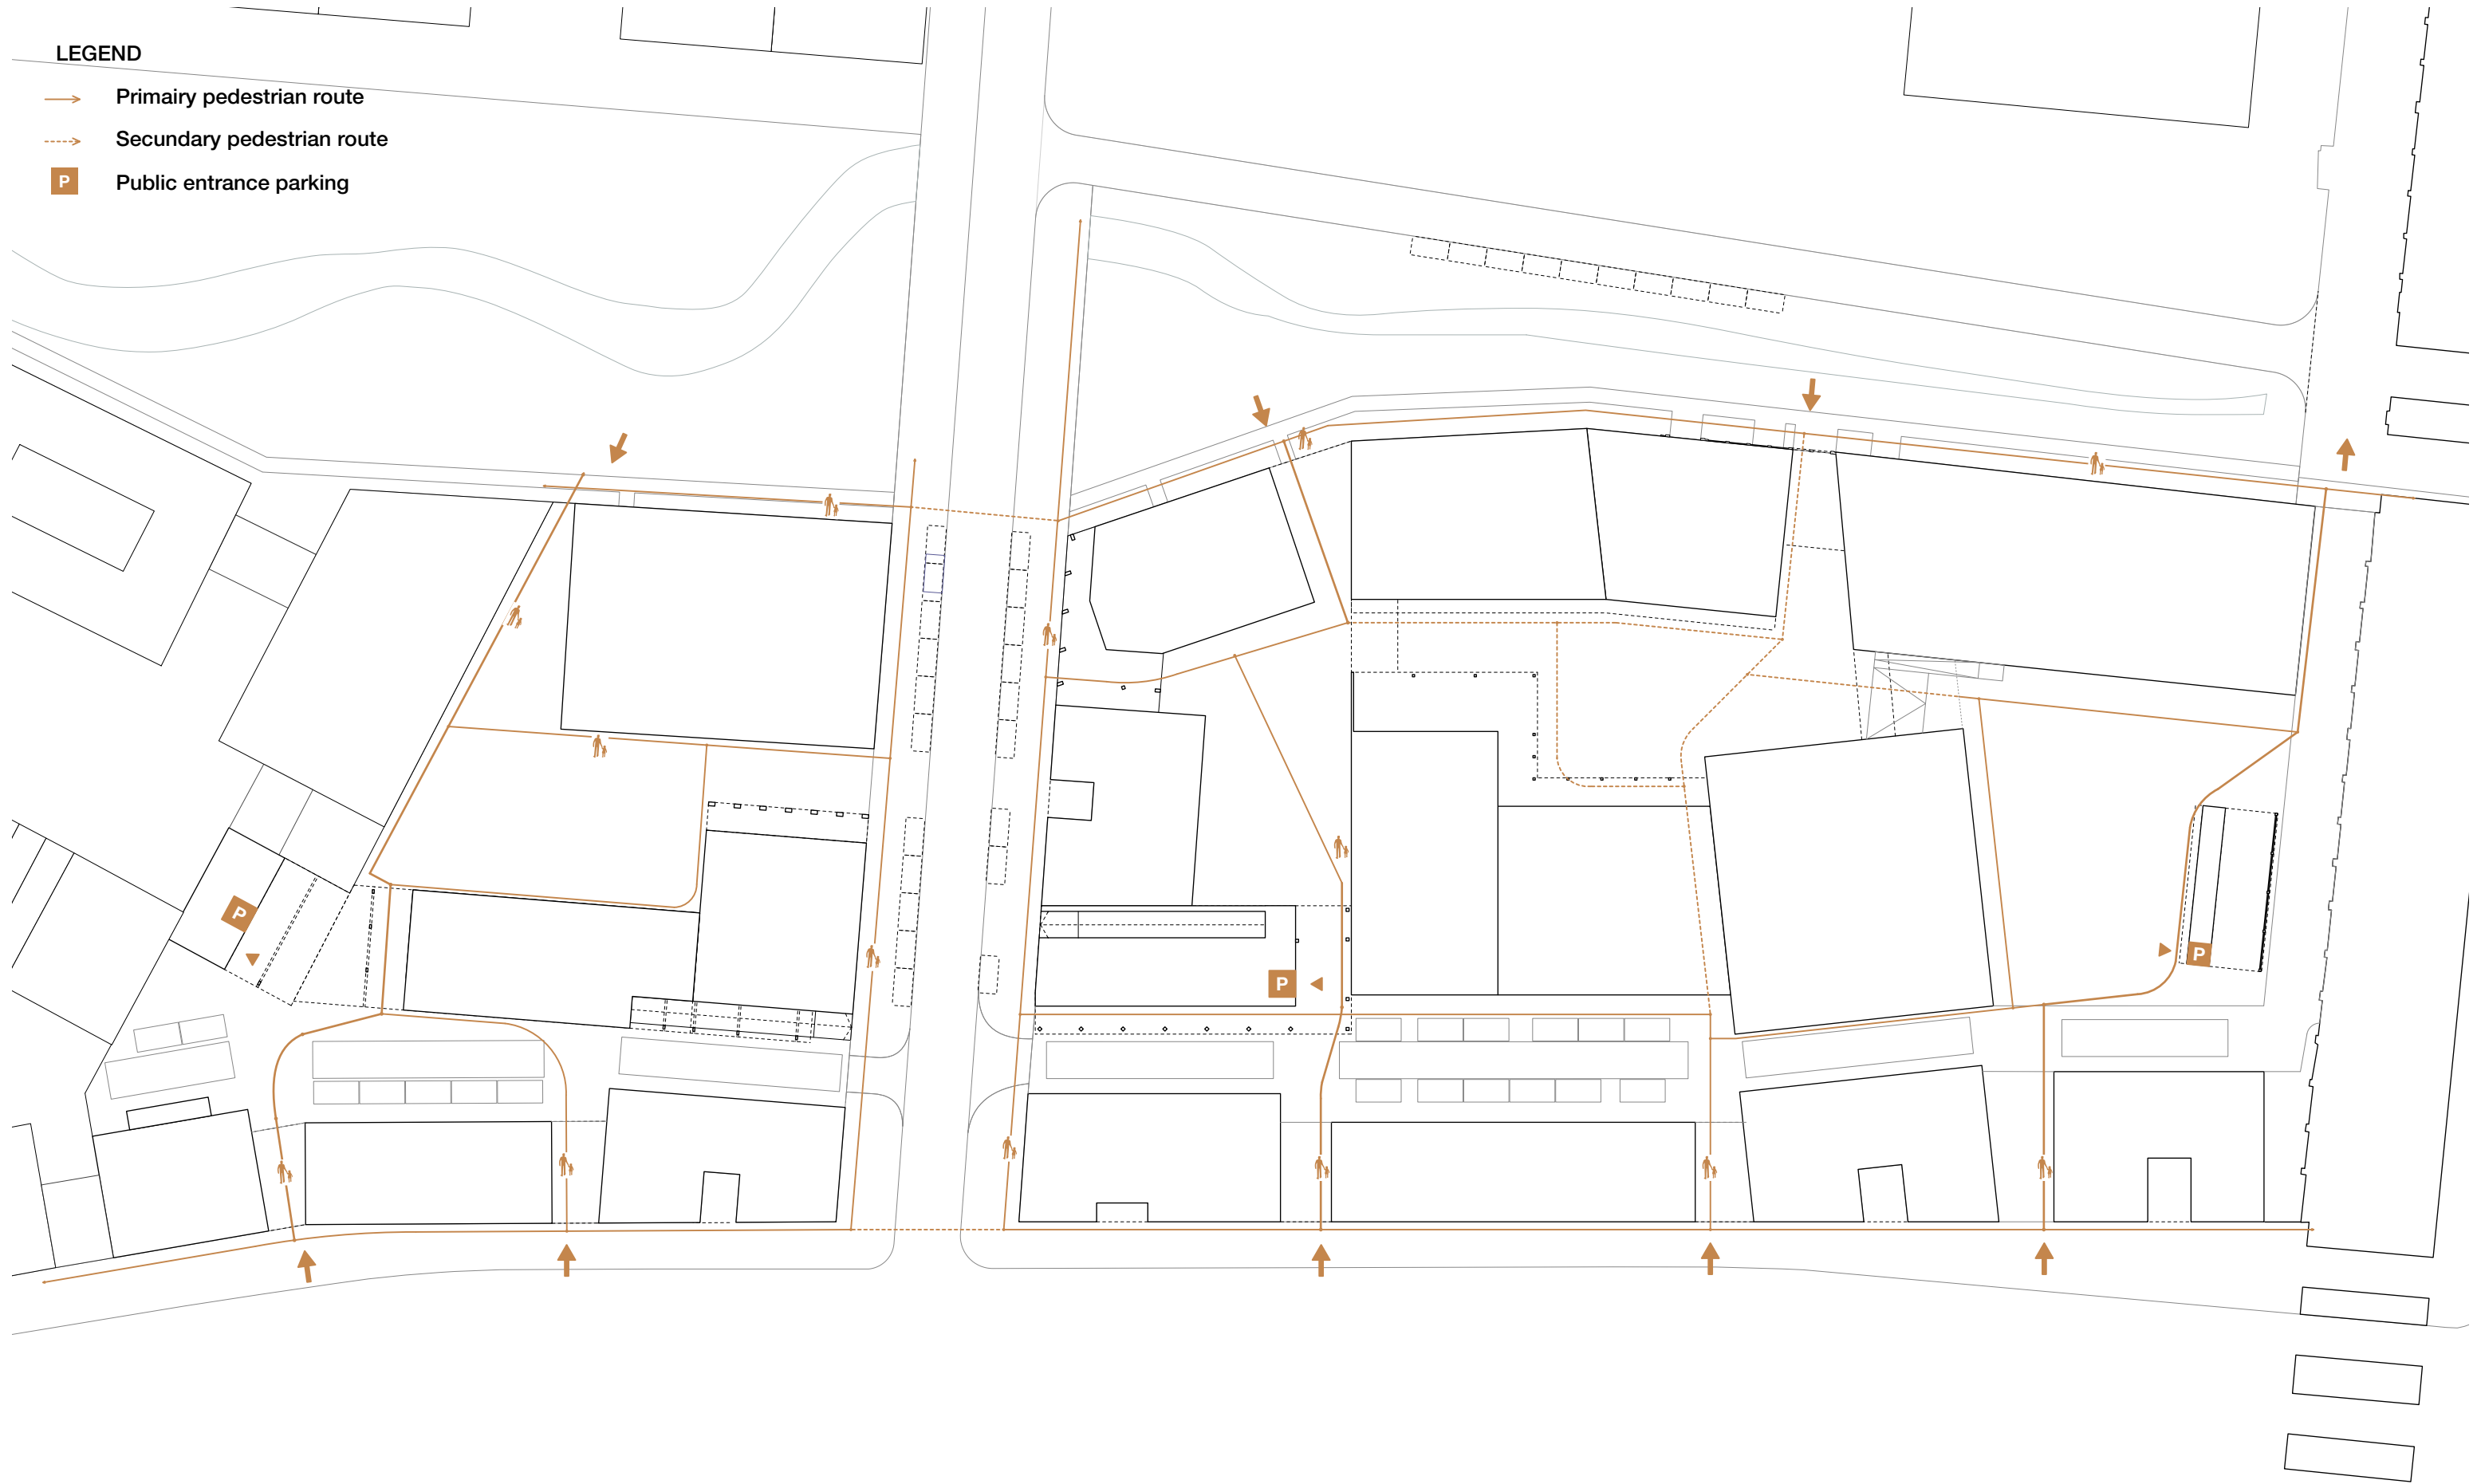 LEGEND
Primairy pedestrian route
Secundary pedestrian route
P Public entrance parking
P
P
P